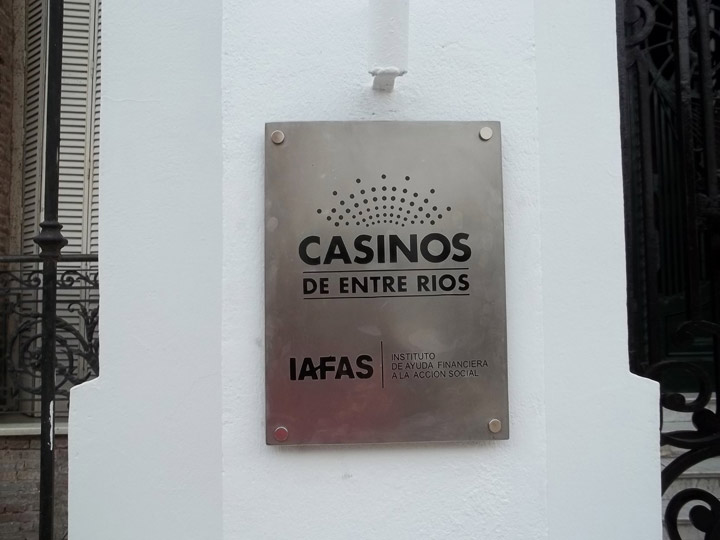 CASINOS
DE ENTRE RIOS
IAFAS
INSTITUTO
DE AYUDA FINANCIERA
A LA ACCION SOCIAL